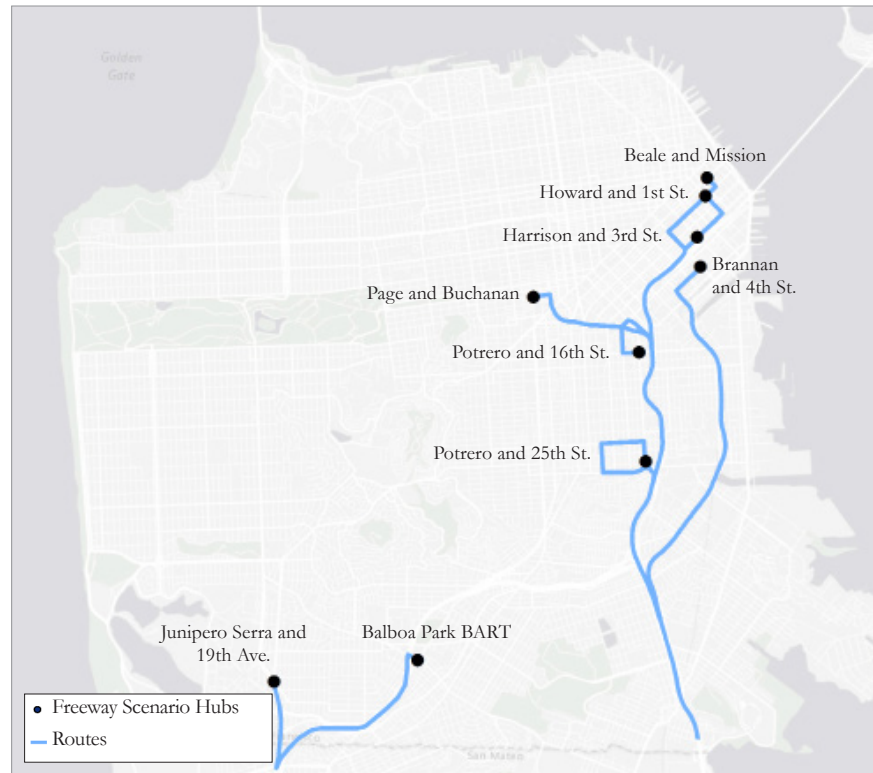 Golden
Gate
Beale and Mission
Howard and 1st St.
Harrison and 3rd St.
Brannan
and 4th St.
Page and Buchanan
Potrero and 16th St.
Potrero and 25th St.
Junipero Serra and
19th Ave.
Balboa Park BART
San Mateo
Freeway Scenario Hubs
Routes